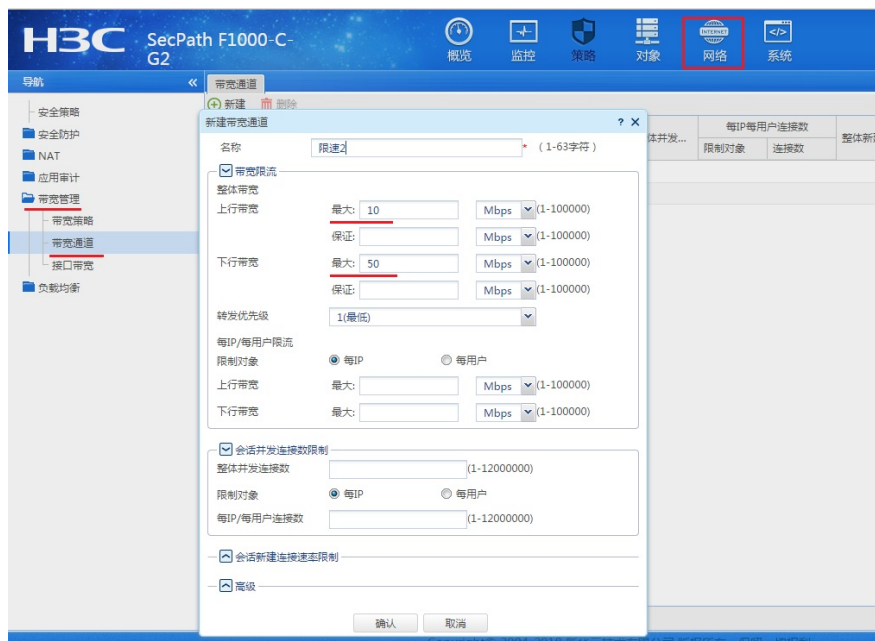 H3C SecPath F1000-C-G2
概览 监控 策略 对象 网络 系统
INTERNET
导航 «
安全策略
安全防护
NAT
应用审计
带宽管理
带宽策略
带宽通道
接口带宽
负载均衡
带宽通道
新建 删除
体并发... 每IP每用户连接数 整体新
限制对象 连接数
新建带宽通道 ? X
名称 限速2 * (1-63字符)
带宽限流
整体带宽
上行带宽 最大: 10 Mbps (1-100000)
保证: Mbps (1-100000)
下行带宽 最大: 50 Mbps (1-100000)
保证: Mbps (1-100000)
转发优先级 1(最低)
每IP/每用户限流
限制对象 每IP 每用户
上行带宽 最大: Mbps (1-100000)
下行带宽 最大: Mbps (1-100000)
会话并发连接数限制
整体并发连接数 (1-12000000)
限制对象 每IP 每用户
每IP/每用户连接数 (1-12000000)
会话新建连接速率限制
高级
确认 取消